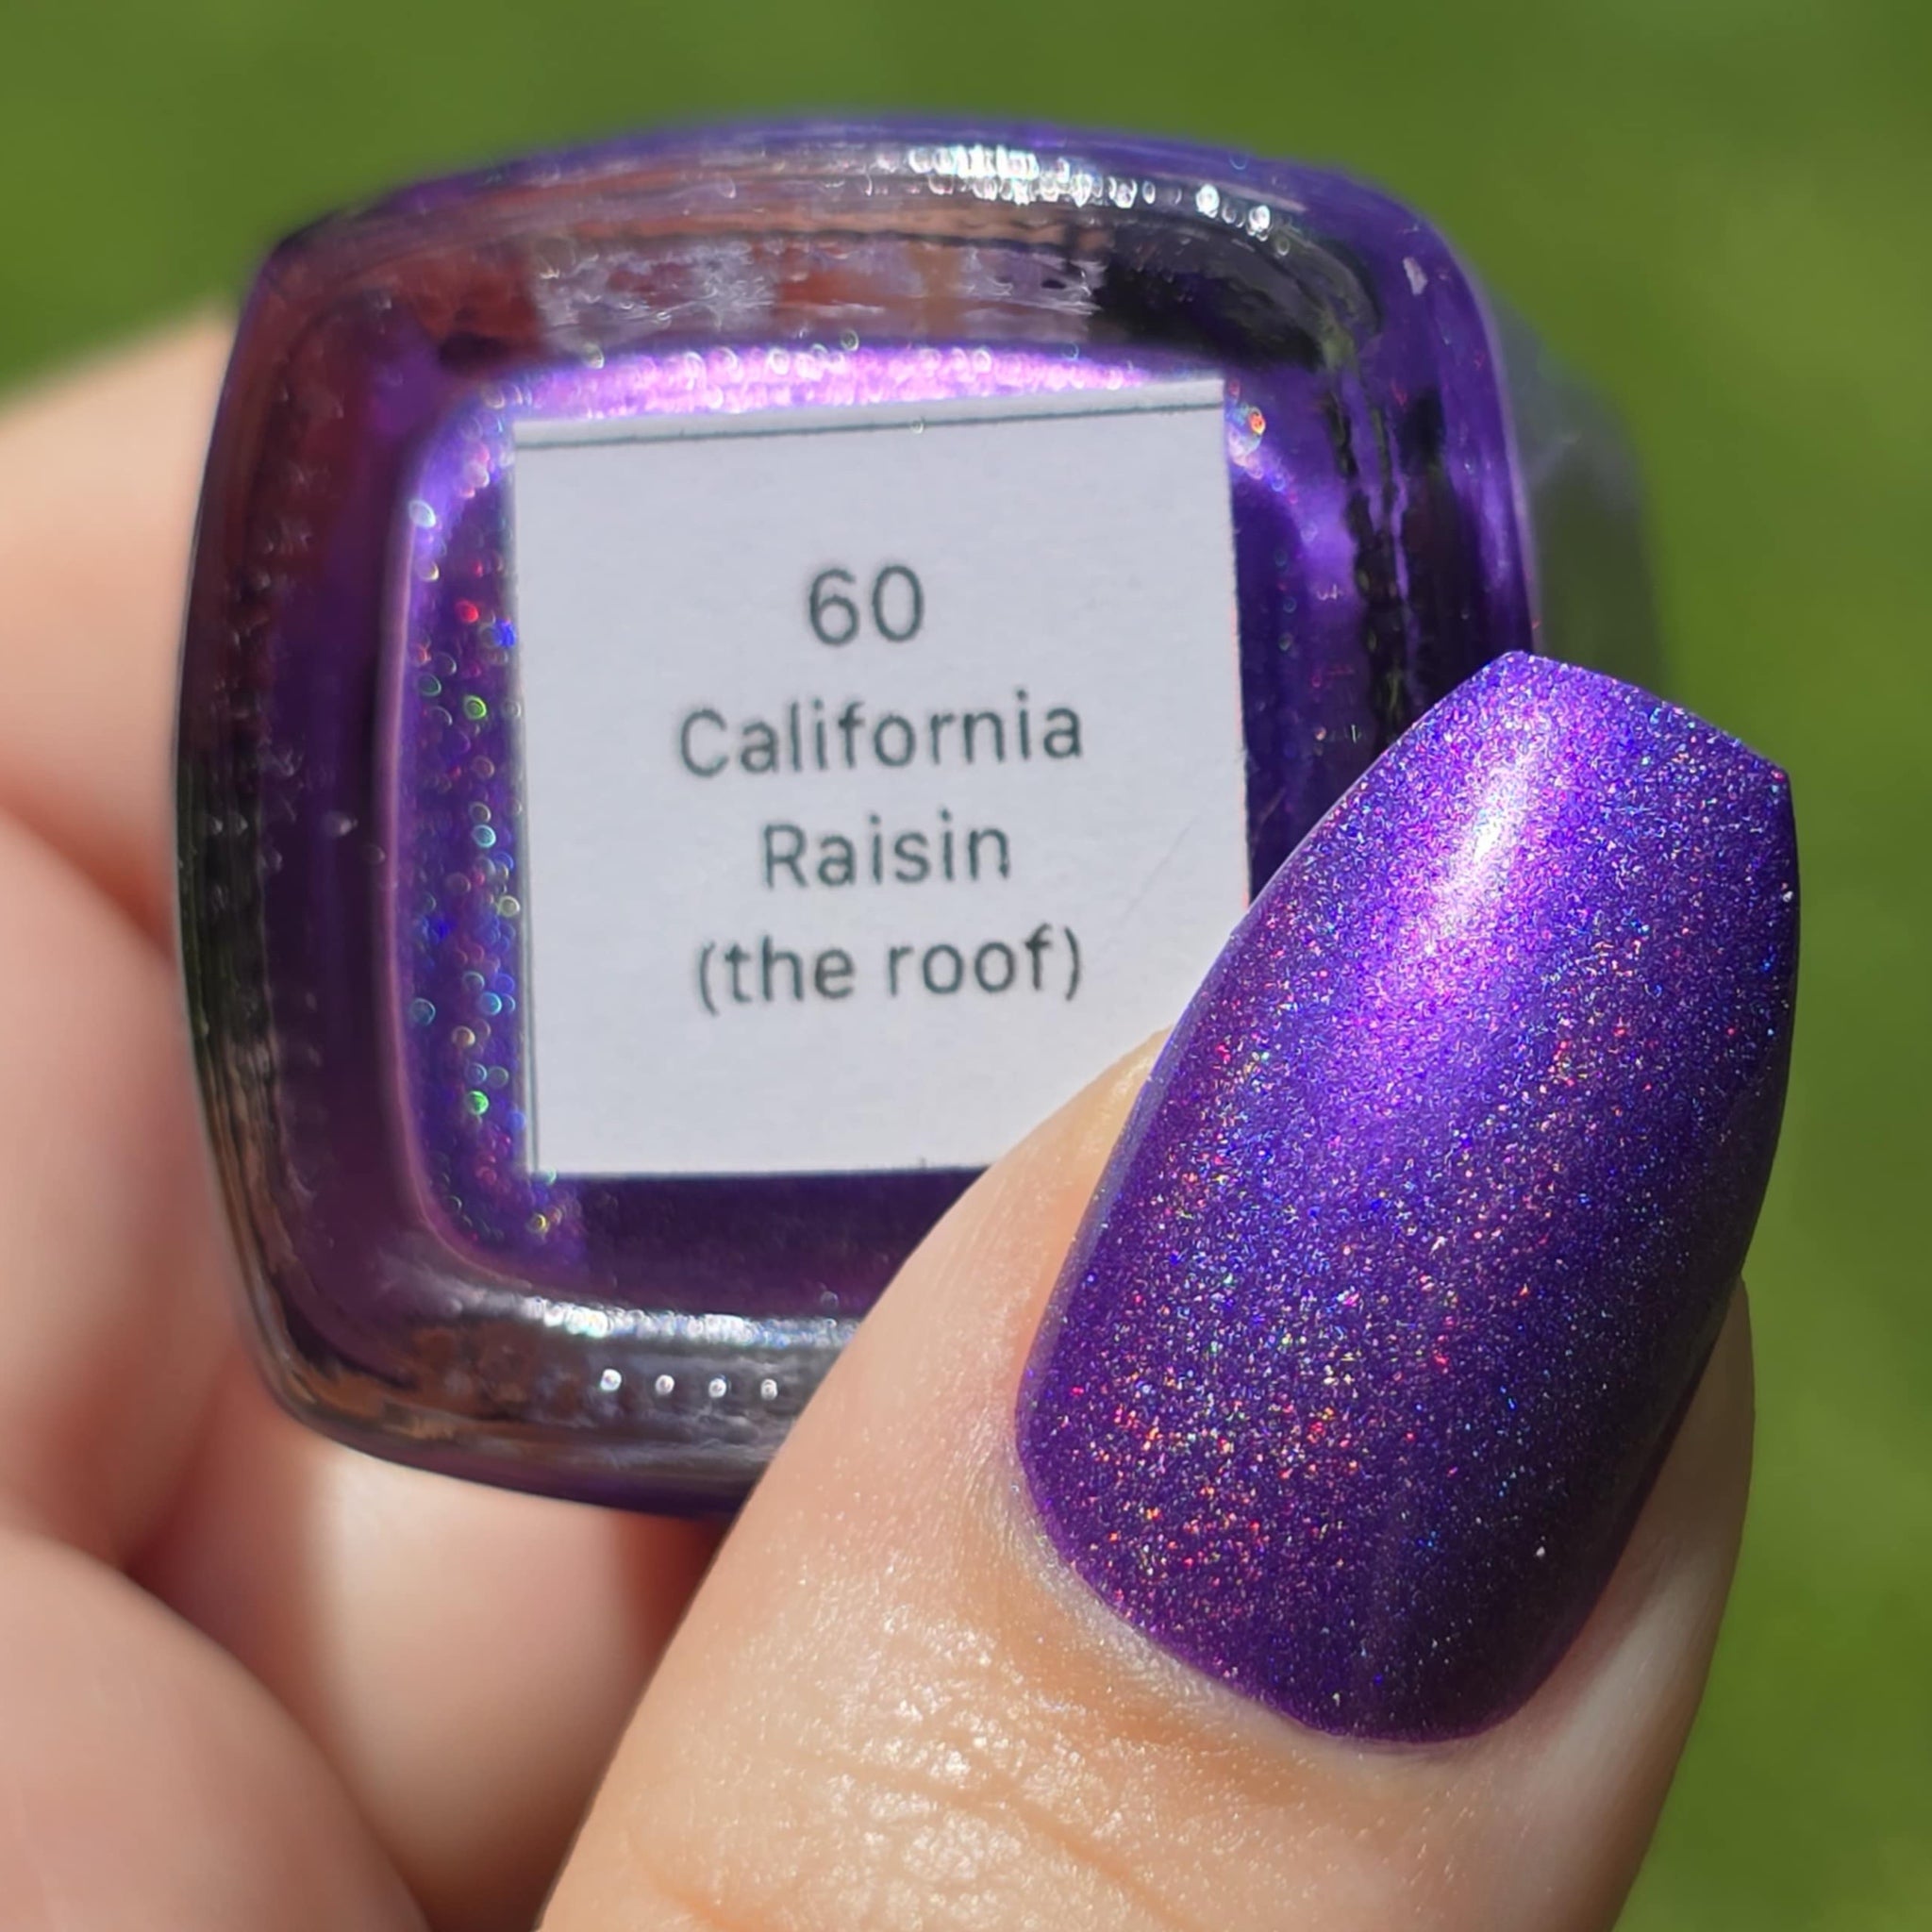 60
California
Raisin
(the roof)